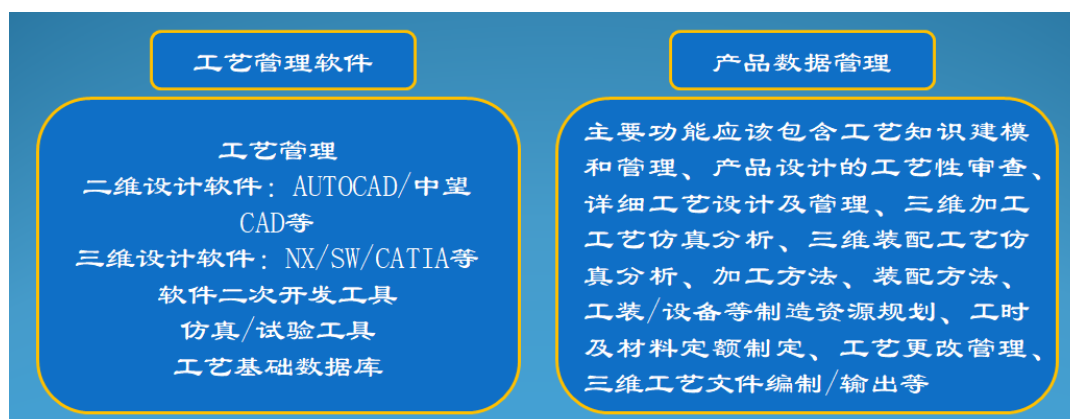 工艺管理软件
工艺管理
二维设计软件：AUTOCAD/中望
CAD等
三维设计软件：NX/SW/CATIA等
软件二次开发工具
仿真/试验工具
工艺基础数据库
产品数据管理
主要功能应该包含工艺知识建模
和管理、产品设计的工艺性审查、
详细工艺设计及管理、三维加工
工艺仿真分析、三维装配工艺仿
真分析、加工方法、装配方法、
工装/设备等制造资源规划、工时
及材料定额制定、工艺更改管理、
三维工艺文件编制/输出等